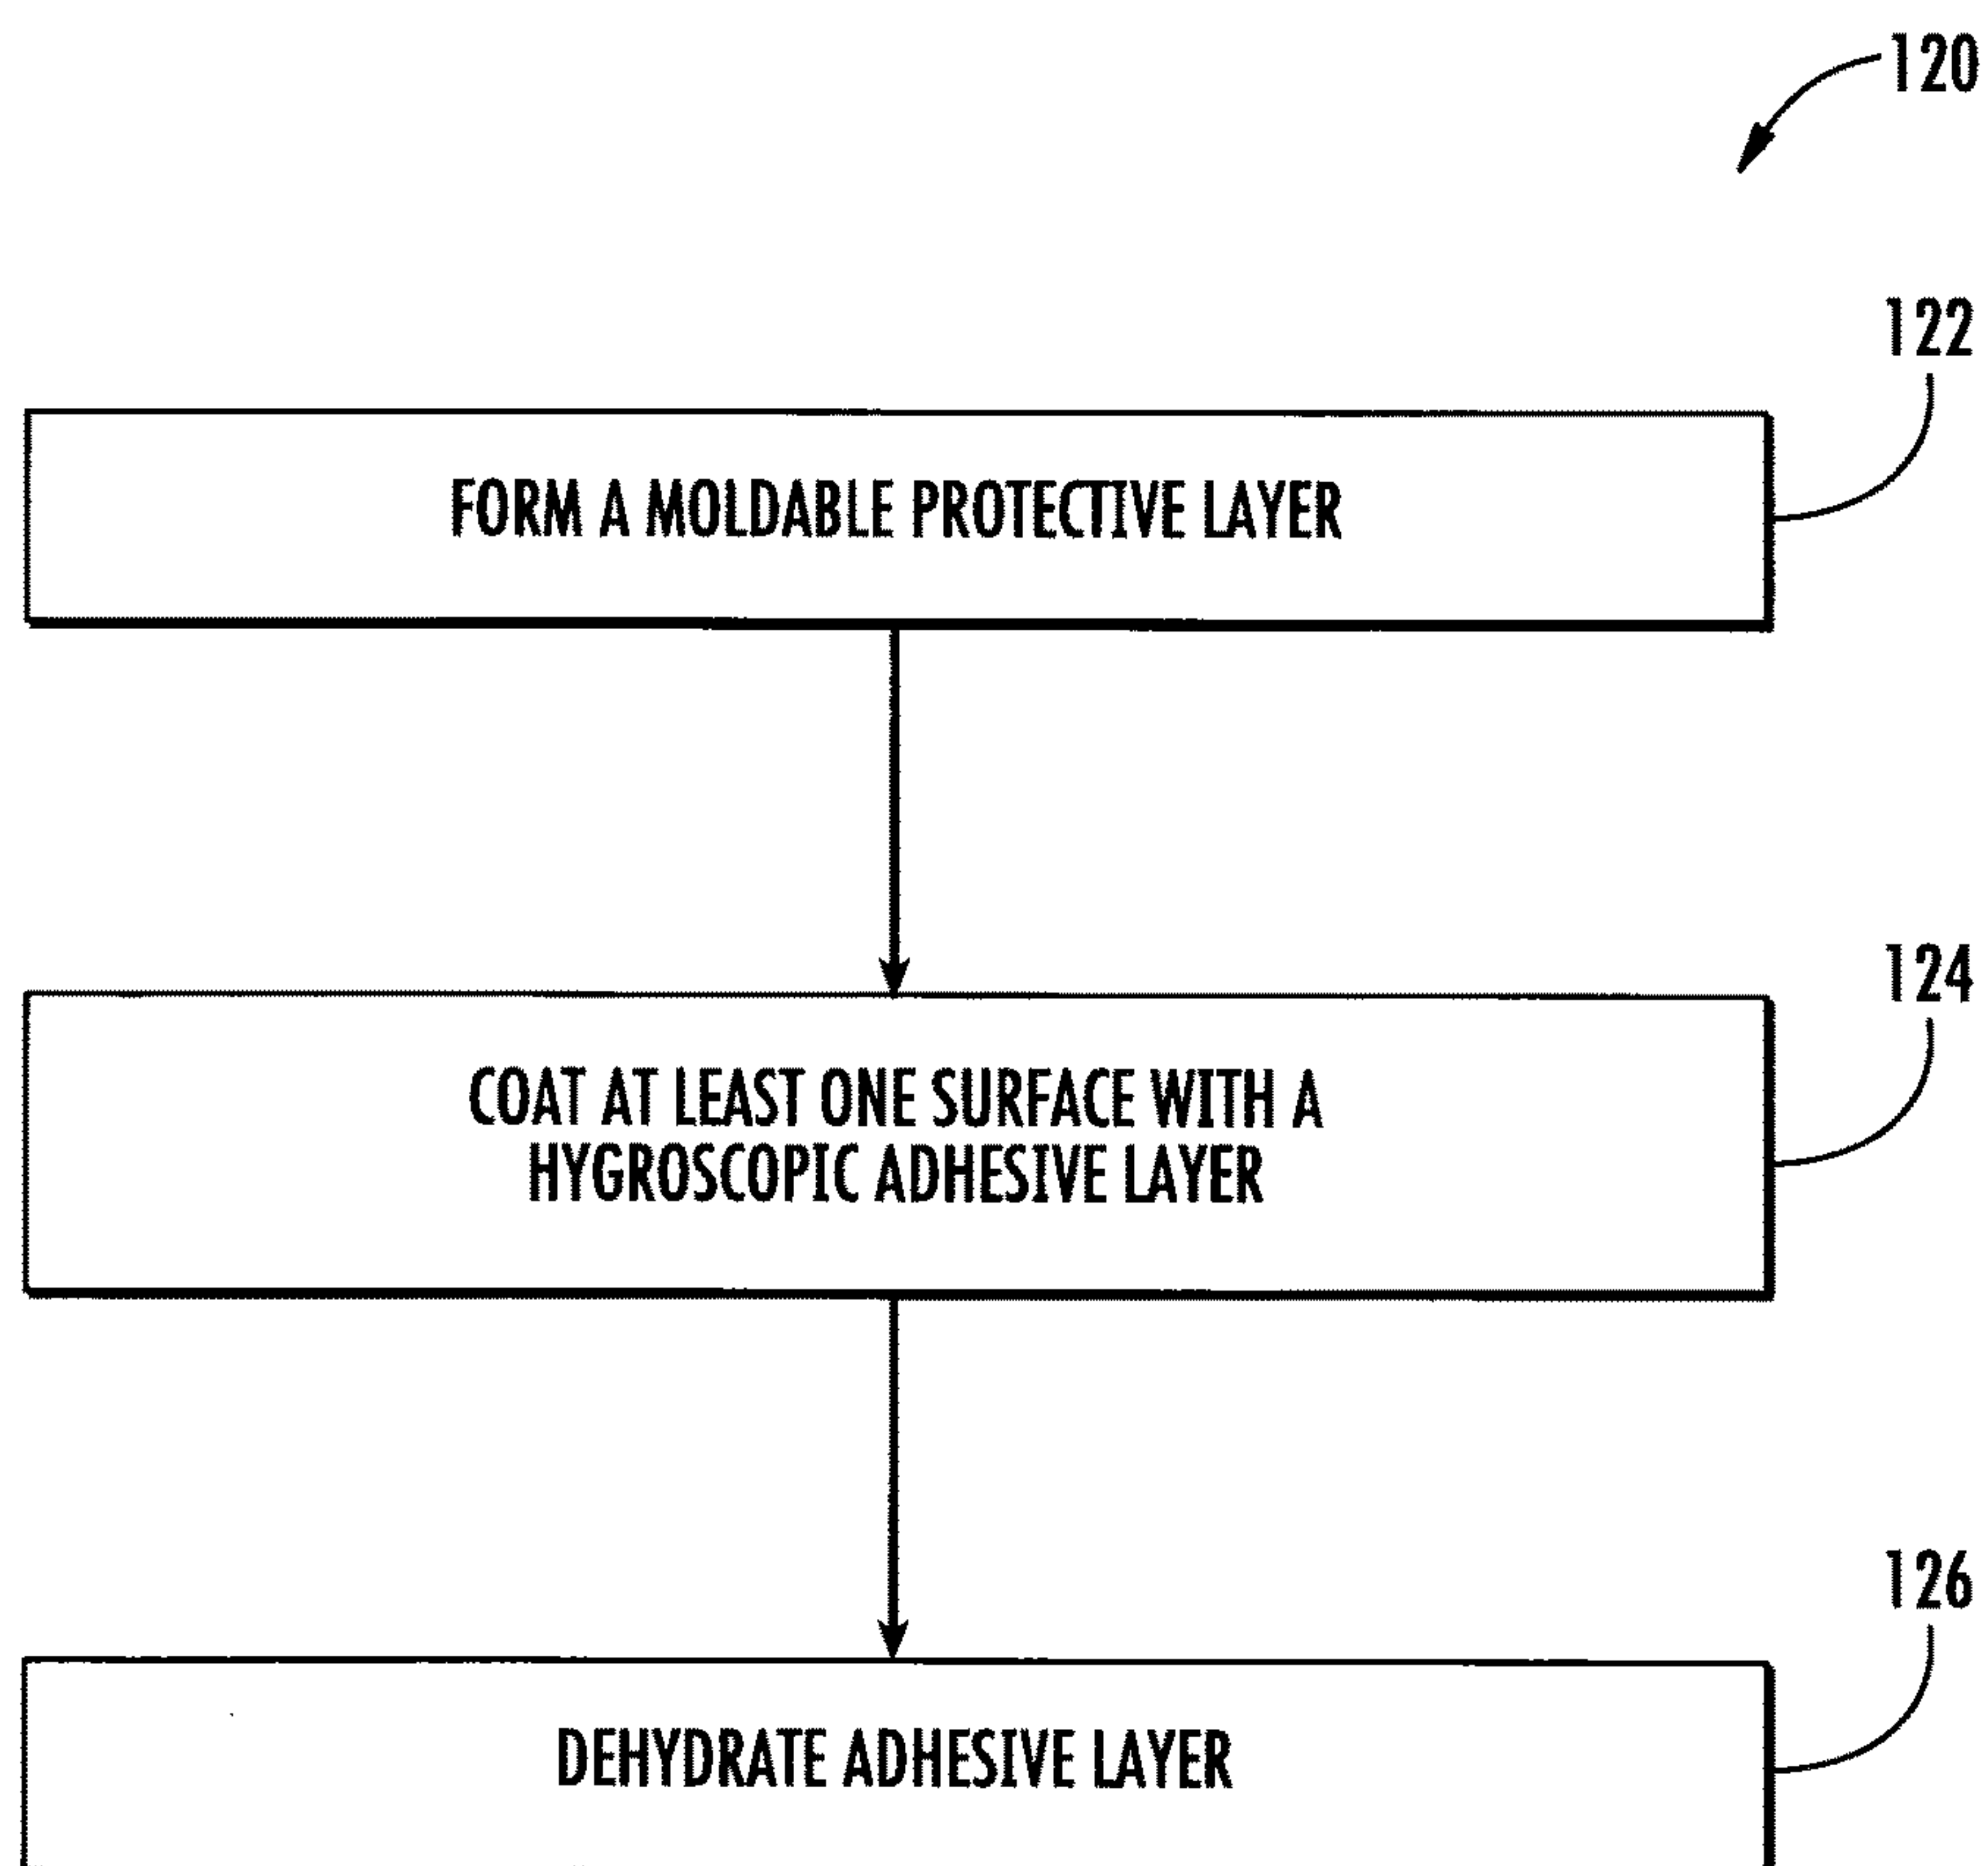 120
122
FORM A MOLDABLE PROTECTIVE LAYER
124
COAT AT LEAST ONE SURFACE WITH A
HYGROSCOPIC ADHESIVE LAYER
126
DEHYDRATE ADHESIVE LAYER